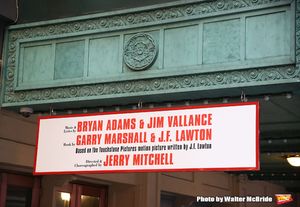 Music & Lyrics by BRYAN ADAMS & JIM VALLANCE
Book by GARRY MARSHALL & J.F. LAWTON
Based on the Touchstone Pictures motion picture written by J.F. Lawton
Directed & Choreographed by JERRY MITCHELL
Photo by Walter McBride